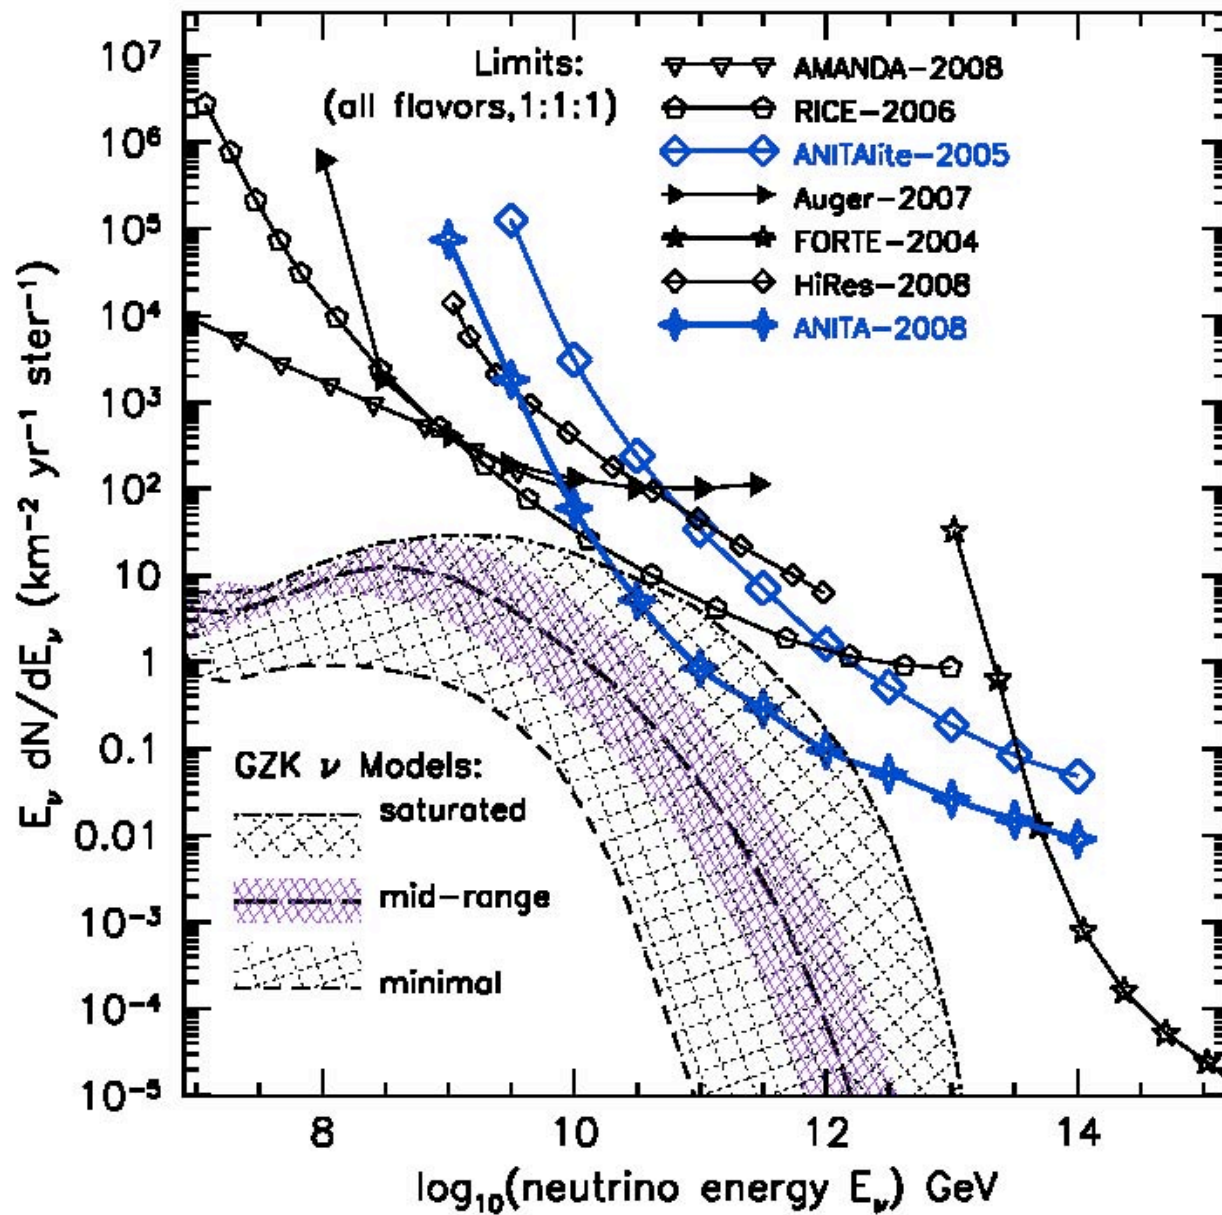 Limits:
(all flavors,1:1:1)
AMANDA−2008
RICE−2006
ANITAlite−2005
Auger−2007
FORTE−2004
HiRes−2008
ANITA−2008
10⁷
10⁶
10⁵
10⁴
10³
10²
10
1
0.1
0.01
10⁻³
10⁻⁴
10⁻⁵
E_ν dN/dE_ν (km⁻² yr⁻¹ ster⁻¹)
GZK ν Models:
saturated
mid−range
minimal
8 10 12 14
log₁₀(neutrino energy E_ν) GeV